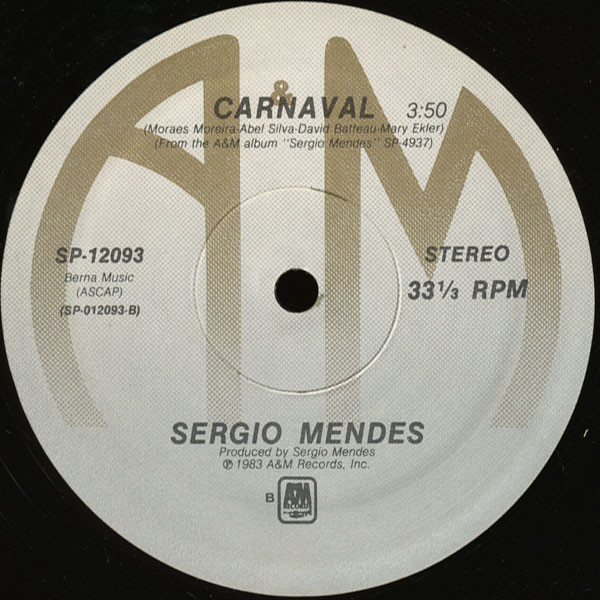 A&M
CARNAVAL 3:50
(Moraes Moreira-Abel Silva-David Batteau-Mary Ekler)
(From the A&M album "Sergio Mendes" SP-4937)
SP-12093
Berna Music
(ASCAP)
(SP-012093-B)
STEREO
33⅓ RPM
SERGIO MENDES
Produced by Sergio Mendes
℗ 1983 A&M Records, Inc.
B
A&M
RECORDS